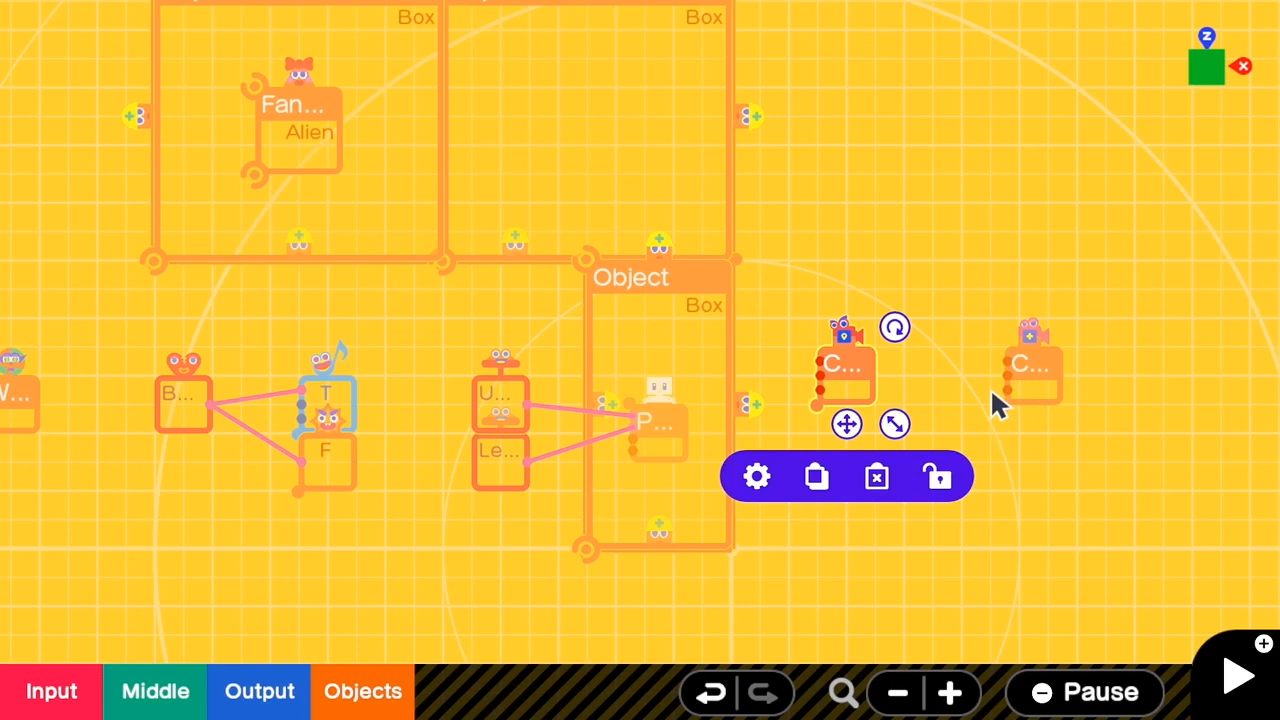 Box
Box
Z
X
Fan...
Alien
Object
Box
C...
C...
W...
B...
T
U...
P...
F
Le...
Input
Middle
Output
Objects
Pause